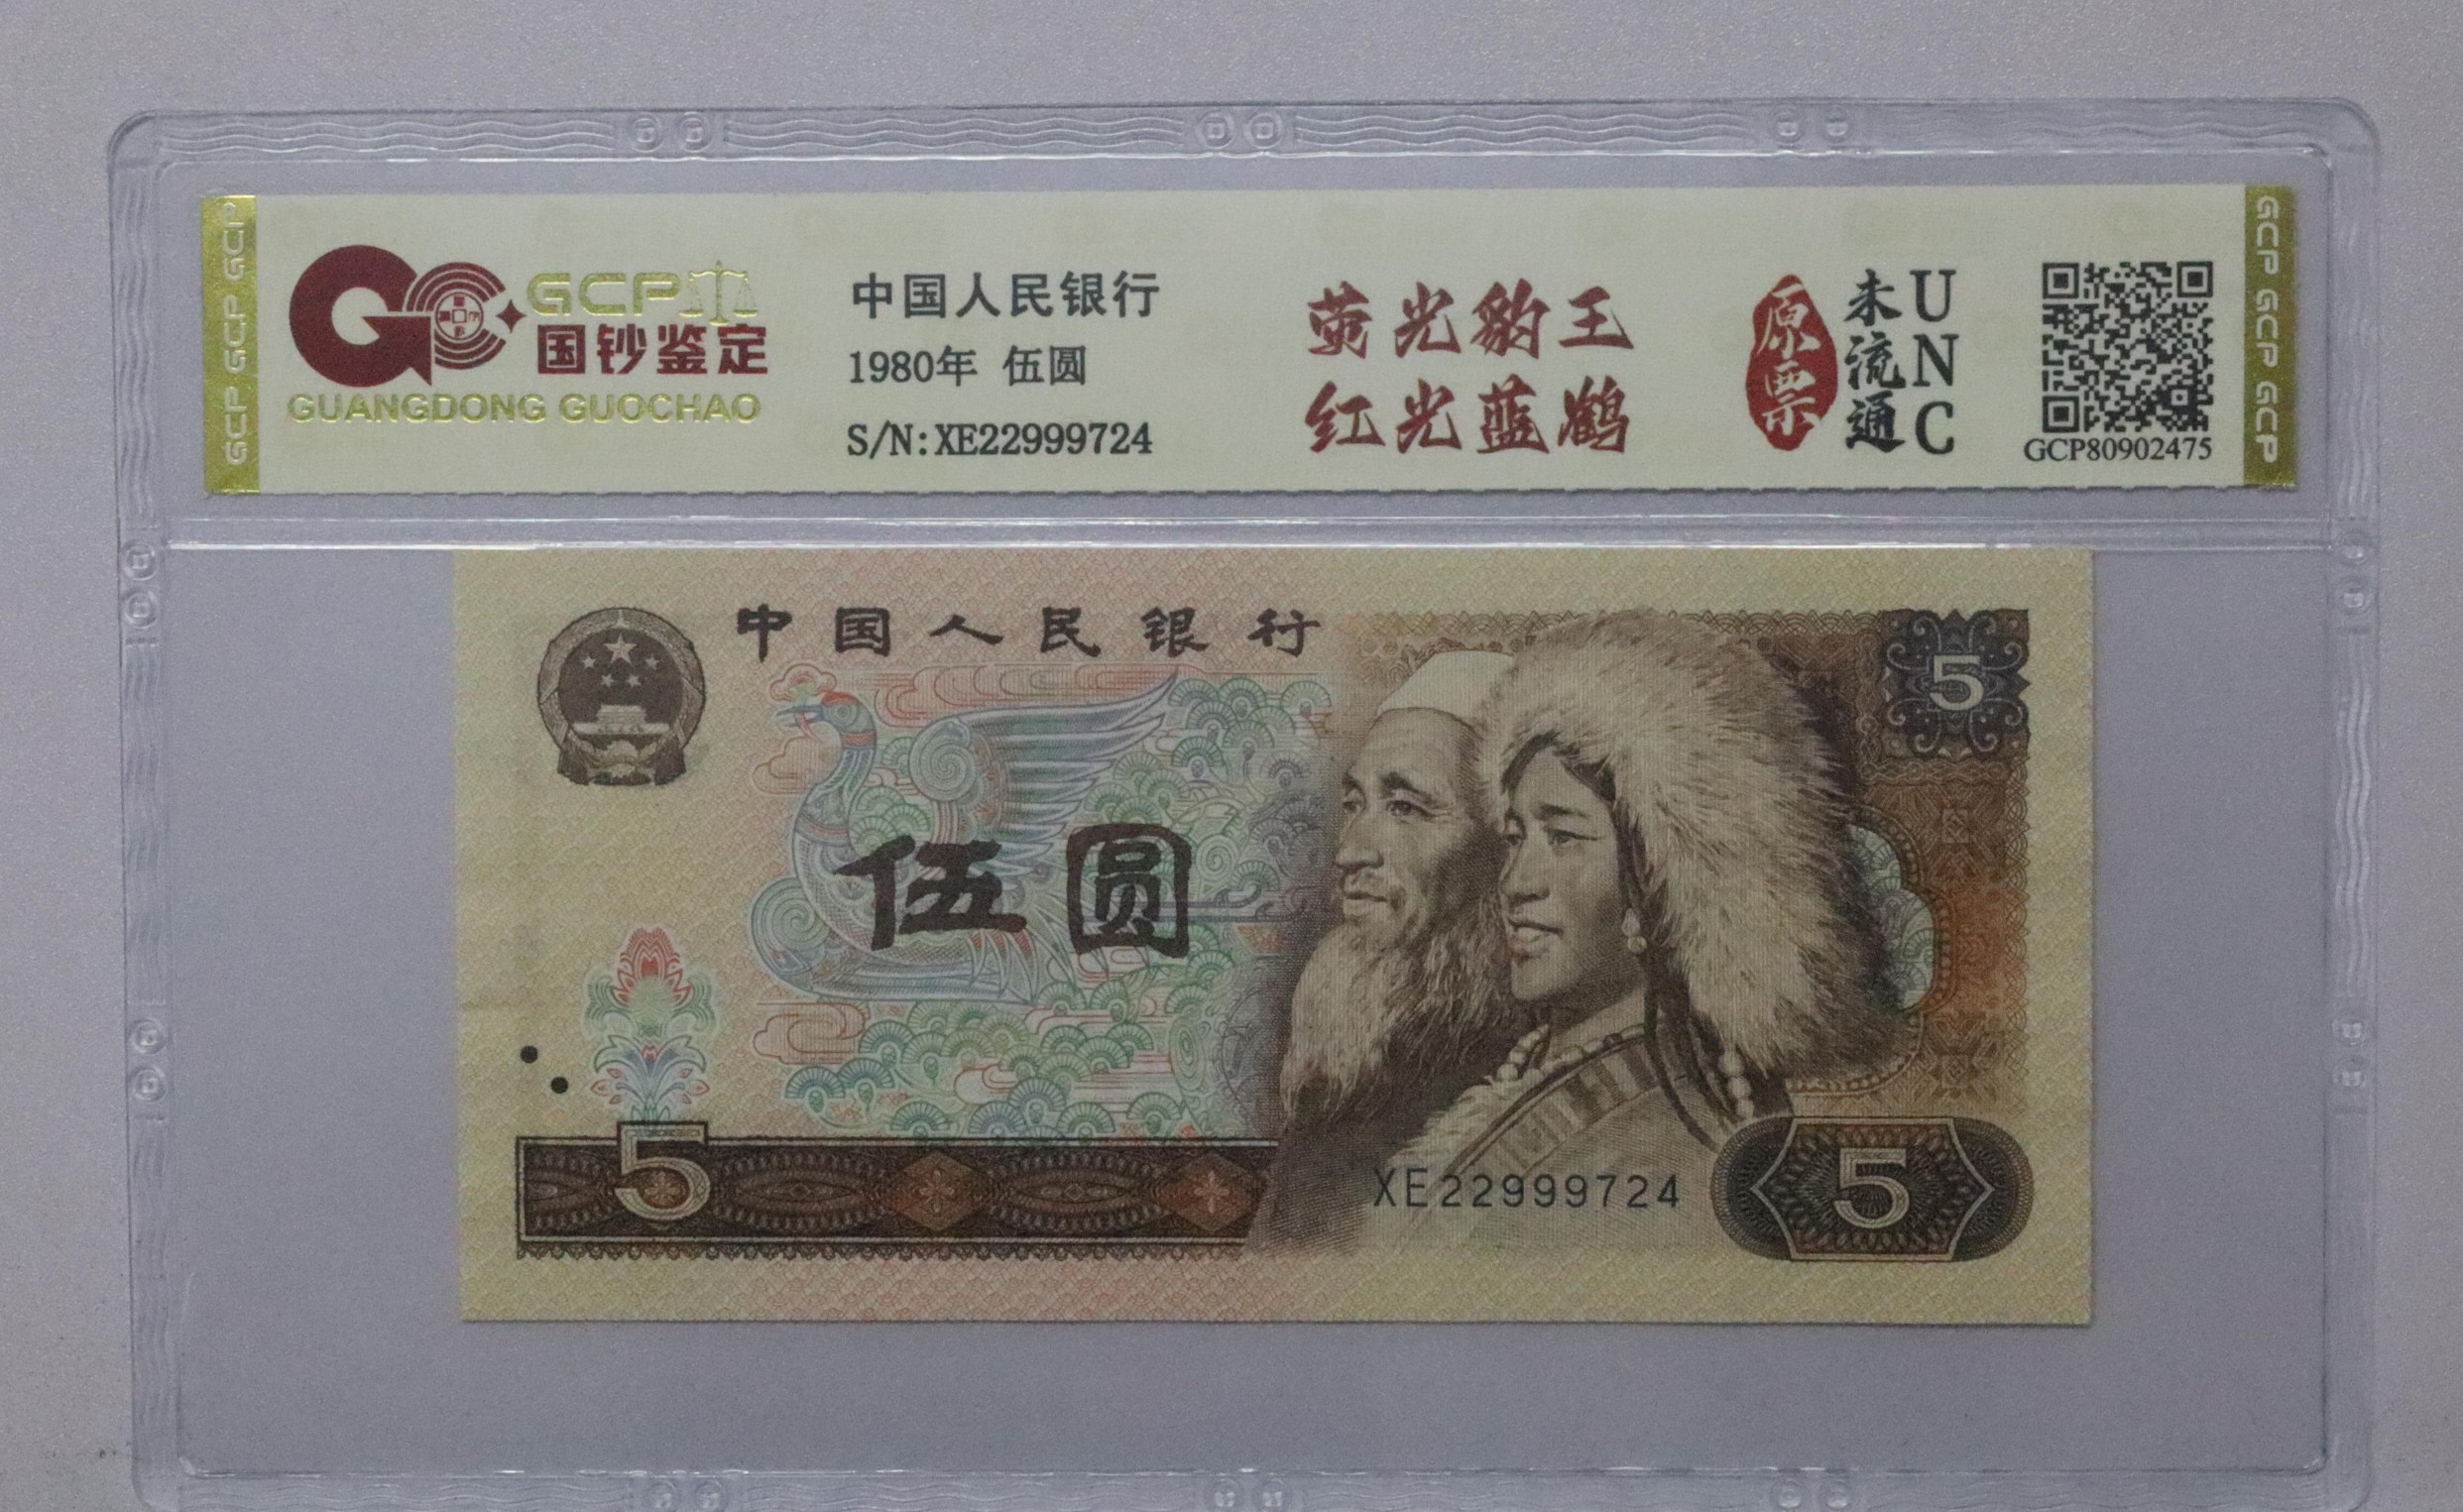 GCP
国钞鉴定
GUANGDONG GUOCHAO
中国人民银行
1980年 伍圆
S/N:XE22999724
荧光豹王
红光蓝鹤
原票
未流通
UNC
GCP80902475
GCP GCP GCP
GCP GCP GCP GCP
中国人民银行
5
伍圆
5
XE22999724
5